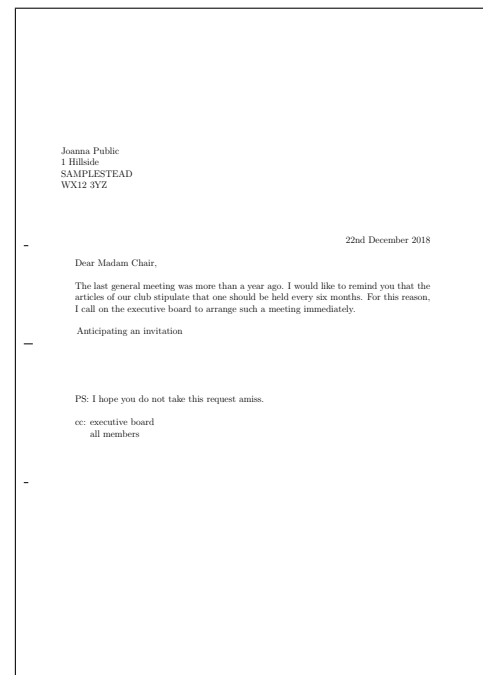 Joanna Public
1 Hillside
SAMPLESTEAD
WX12 3YZ
22nd December 2018
Dear Madam Chair,
The last general meeting was more than a year ago. I would like to remind you that the
articles of our club stipulate that one should be held every six months. For this reason,
I call on the executive board to arrange such a meeting immediately.
Anticipating an invitation
PS: I hope you do not take this request amiss.
cc: executive board
all members